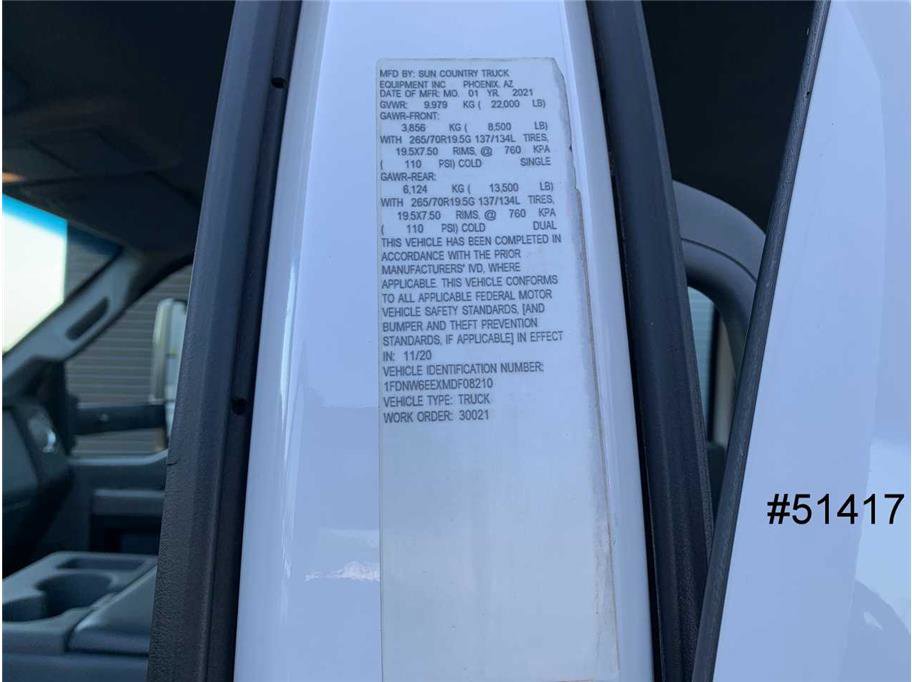 MFD BY: SUN COUNTRY TRUCK
EQUIPMENT INC PHOENIX, AZ
DATE OF MFR: MO. 01 YR. 2021
GVWR: 9.979 KG ( 22,000 LB)
GAWR-FRONT:
3,856 KG ( 8,500 LB)
WITH 265/70R19.5G 137/134L TIRES,
19.5X7.50 RIMS, @ 760 KPA
( 110 PSI) COLD SINGLE
GAWR-REAR:
6,124 KG ( 13,500 LB)
WITH 265/70R19.5G 137/134L TIRES,
19.5X7.50 RIMS, @ 760 KPA
( 110 PSI) COLD DUAL
THIS VEHICLE HAS BEEN COMPLETED IN
ACCORDANCE WITH THE PRIOR
MANUFACTURERS' IVD, WHERE
APPLICABLE. THIS VEHICLE CONFORMS
TO ALL APPLICABLE FEDERAL MOTOR
VEHICLE SAFETY STANDARDS, [AND
BUMPER AND THEFT PREVENTION
STANDARDS, IF APPLICABLE] IN EFFECT
IN: 11/20
VEHICLE IDENTIFICATION NUMBER:
1FDNW6EEXMDF08210
VEHICLE TYPE: TRUCK
WORK ORDER: 30021
#51417